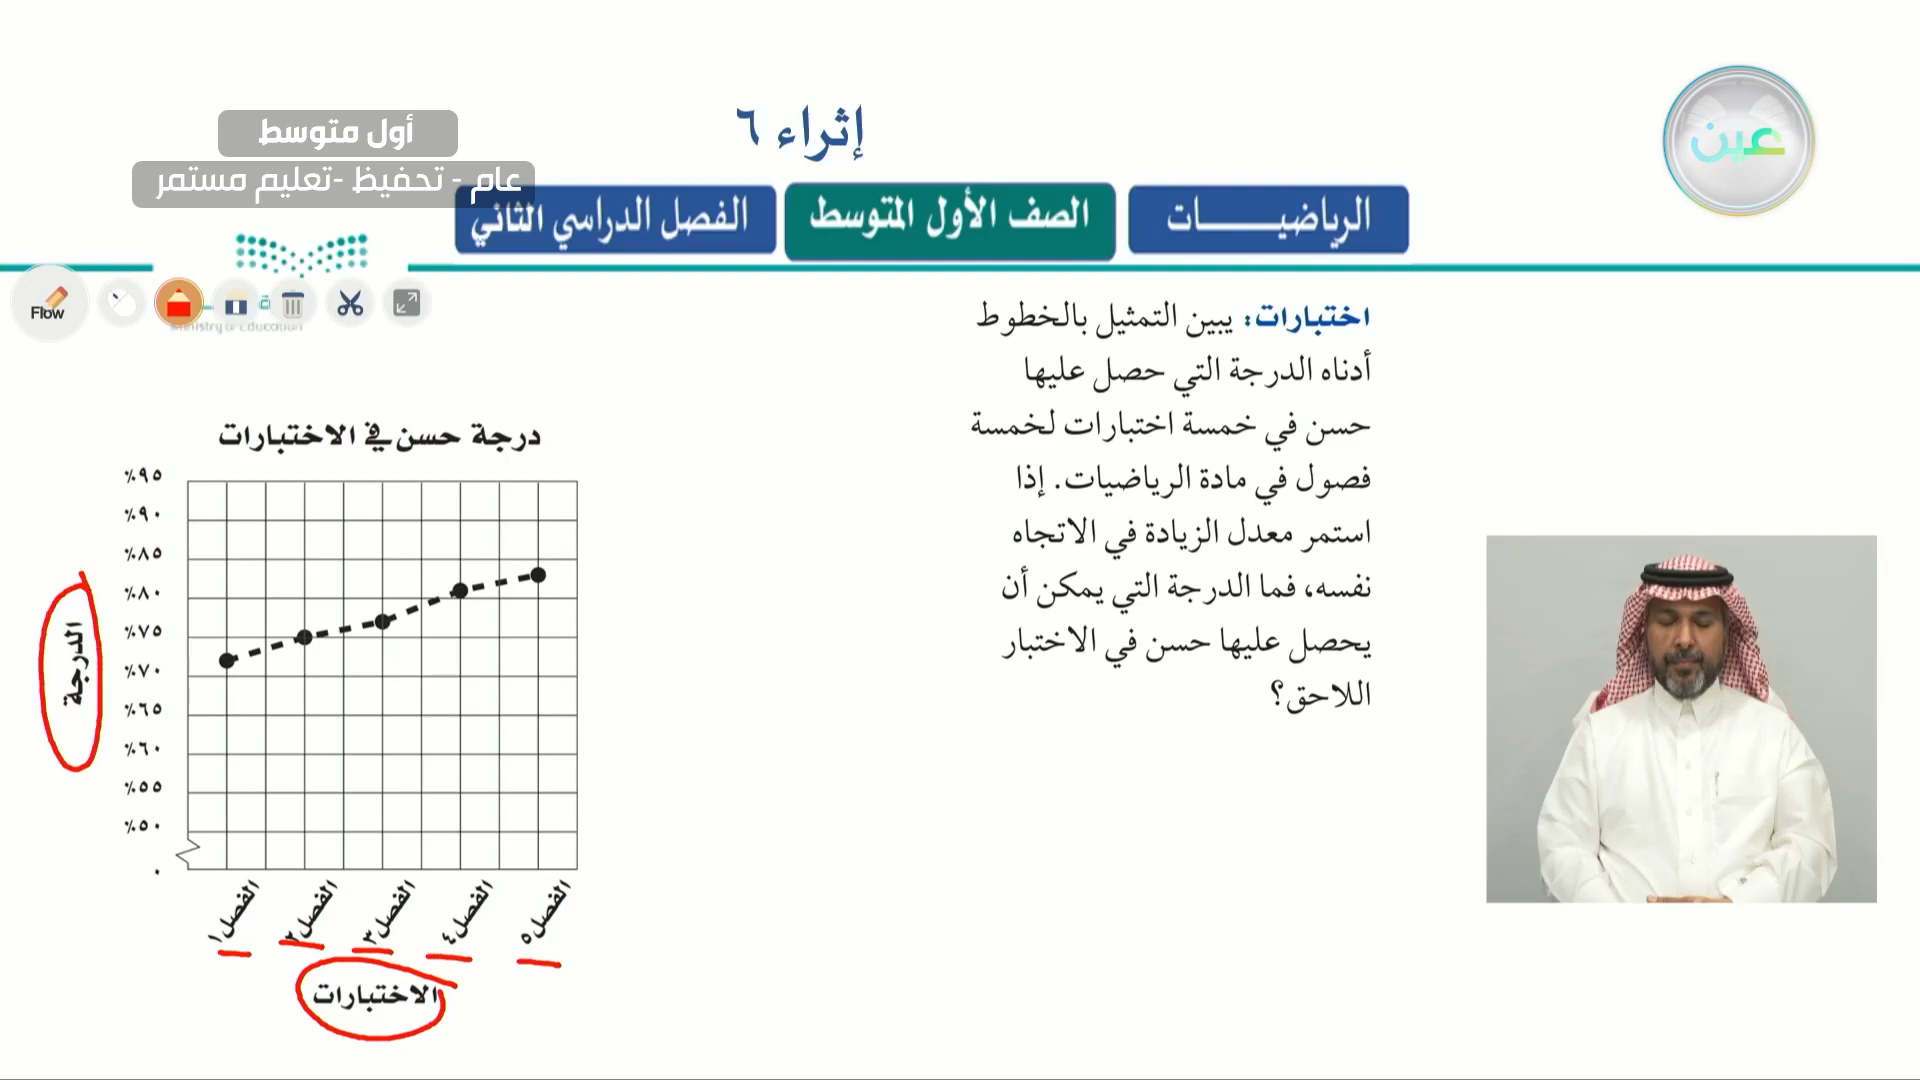 عين
إثراء ٦
أول متوسط
عام - تحفيظ -تعليم مستمر
الرياضيـــــات
الصف الأول المتوسط
الفصل الدراسي الثاني
Flow
Ministry of Education
اختبارات: يبين التمثيل بالخطوط
أدناه الدرجة التي حصل عليها
حسن في خمسة اختبارات لخمسة
فصول في مادة الرياضيات. إذا
استمر معدل الزيادة في الاتجاه
نفسه، فما الدرجة التي يمكن أن
يحصل عليها حسن في الاختبار
اللاحق؟
درجة حسن في الاختبارات
٪٩٥
٪٩٠
٪٨٥
٪٨٠
٪٧٥
٪٧٠
٪٦٥
٪٦٠
٪٥٥
٪٥٠
٠
الدرجة
الفصل١
الفصل٢
الفصل٣
الفصل٤
الفصل٥
الاختبارات